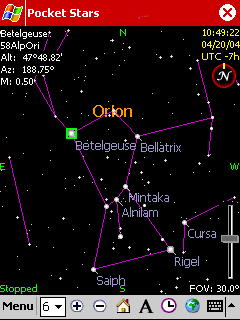 Pocket Stars
Betelgeuse
58AlpOri
Alt: 47°48.82'
Az: 188.75°
M: 0.50°
N
10:49:22
04/20/04
UTC -7h
N
Orion
Betelgeuse
Bellatrix
E
W
Mintaka
Alnilam
Cursa
Rigel
Saiph
Stopped
S
FOV: 30.0°
Menu
6
A